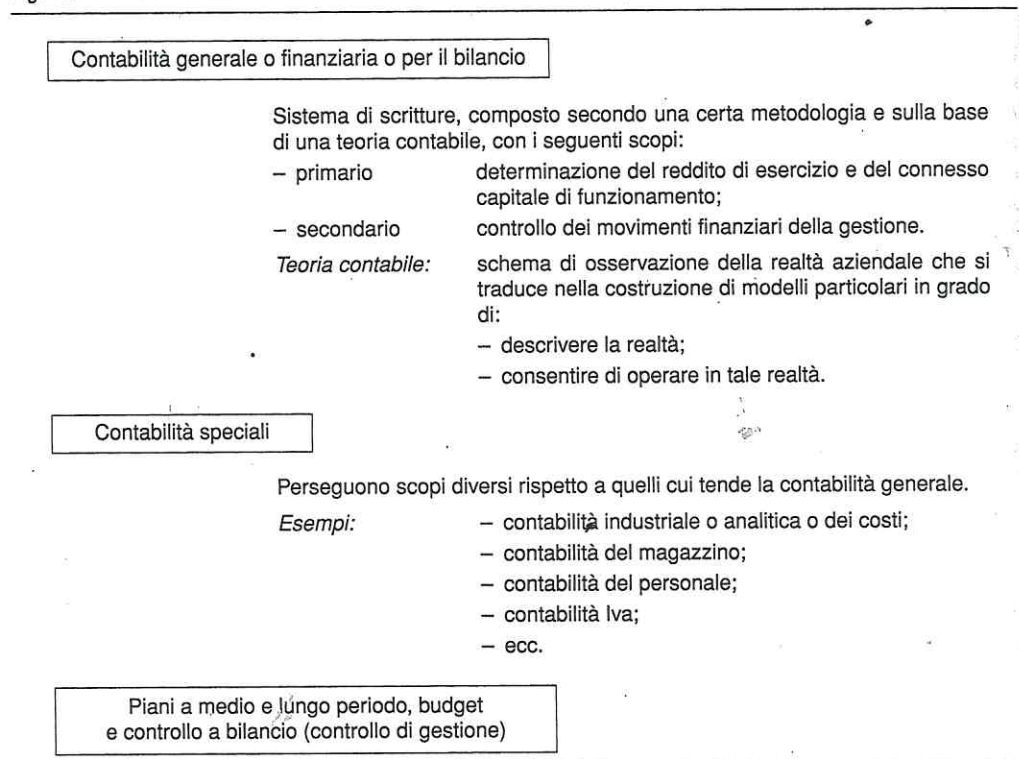 Contabilità generale o finanziaria o per il bilancio
Sistema di scritture, composto secondo una certa metodologia e sulla base
di una teoria contabile, con i seguenti scopi:
– primario determinazione del reddito di esercizio e del connesso
capitale di funzionamento;
– secondario controllo dei movimenti finanziari della gestione.
Teoria contabile: schema di osservazione della realtà aziendale che si
traduce nella costruzione di modelli particolari in grado
di:
– descrivere la realtà;
– consentire di operare in tale realtà.
Contabilità speciali
Perseguono scopi diversi rispetto a quelli cui tende la contabilità generale.
Esempi: – contabilità industriale o analitica o dei costi;
– contabilità del magazzino;
– contabilità del personale;
– contabilità Iva;
– ecc.
Piani a medio e lungo periodo, budget
e controllo a bilancio (controllo di gestione)